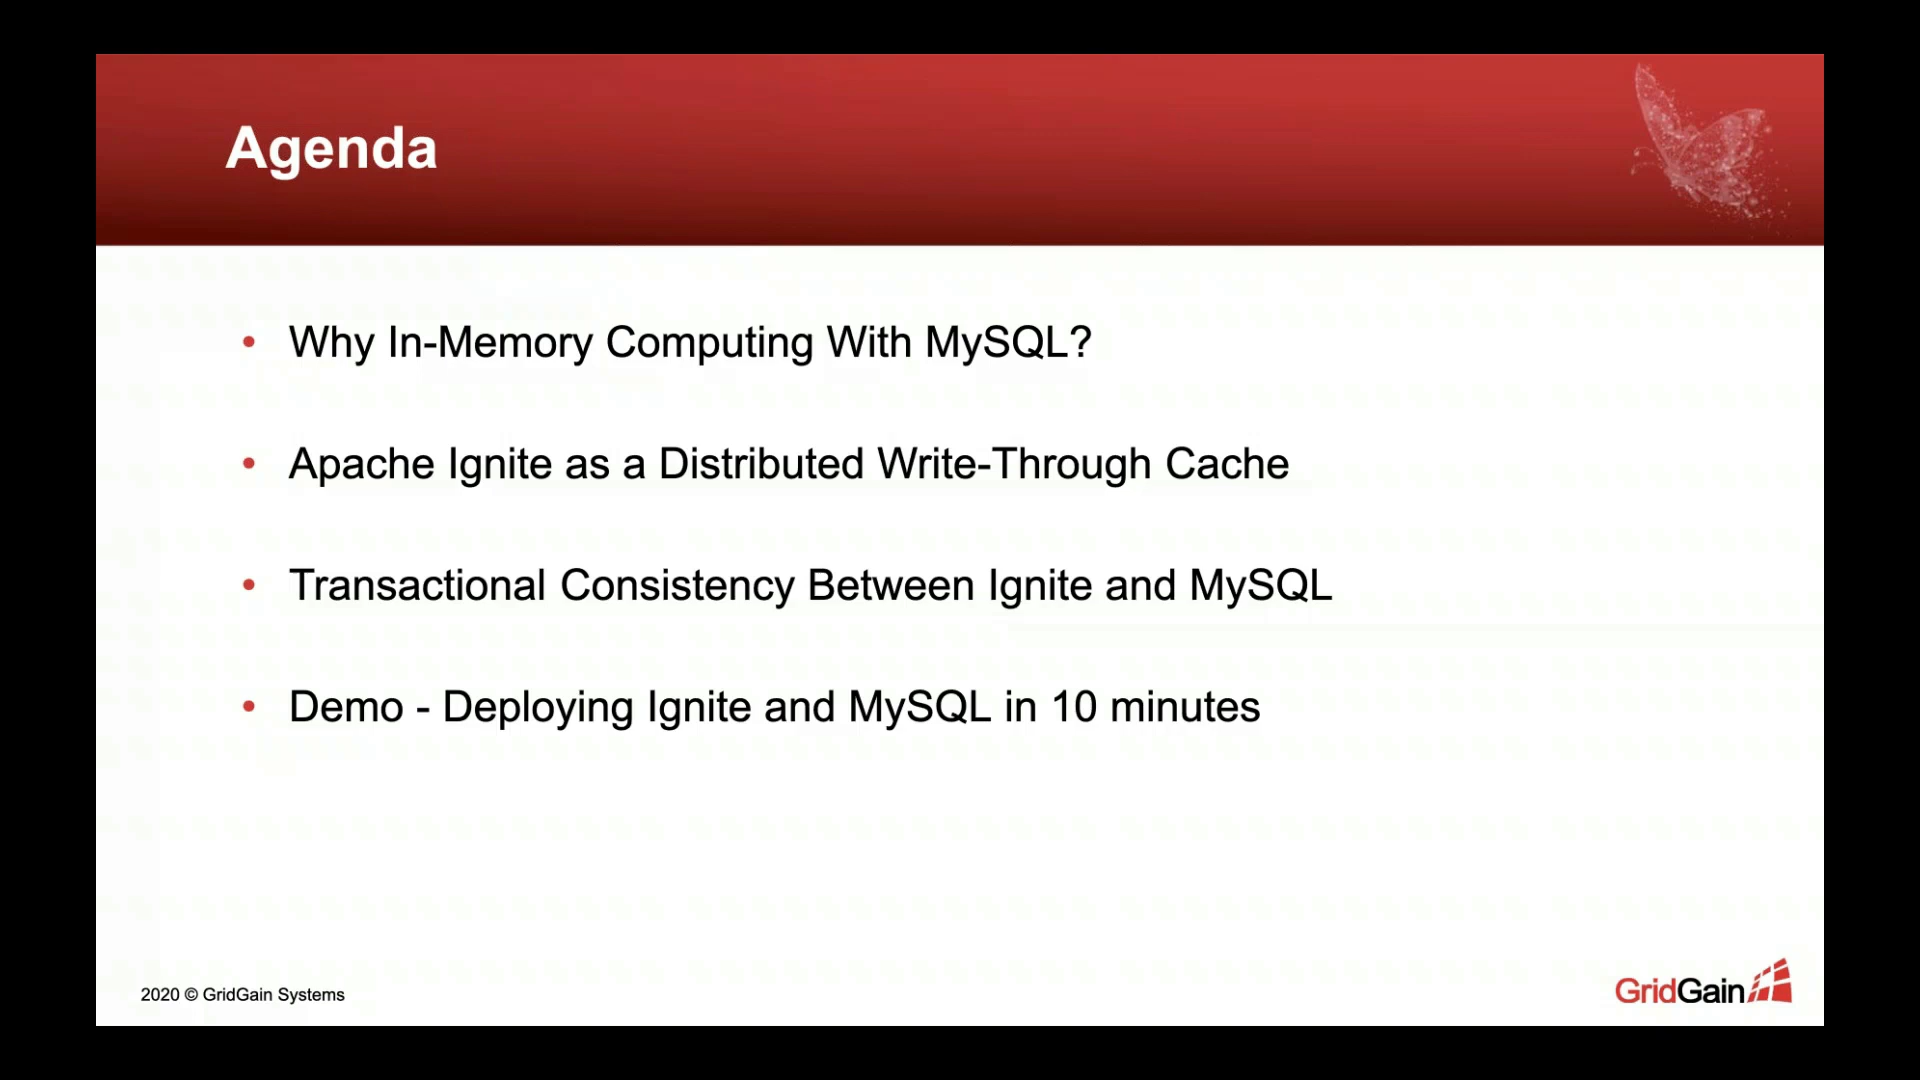 Agenda
• Why In-Memory Computing With MySQL?
• Apache Ignite as a Distributed Write-Through Cache
• Transactional Consistency Between Ignite and MySQL
• Demo - Deploying Ignite and MySQL in 10 minutes
2020 © GridGain Systems
GridGain